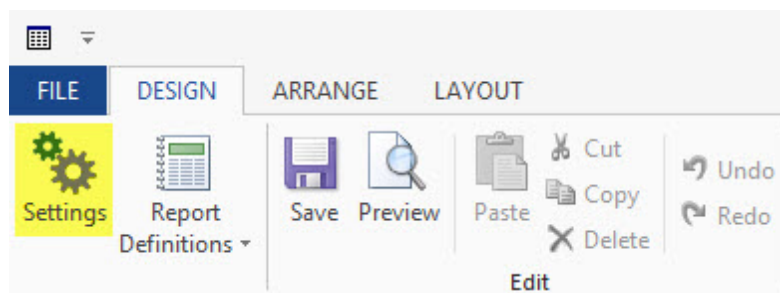 FILE DESIGN ARRANGE LAYOUT
Settings
Report
Definitions
Save
Preview
Paste
Cut
Copy
Delete
Undo
Redo
Edit